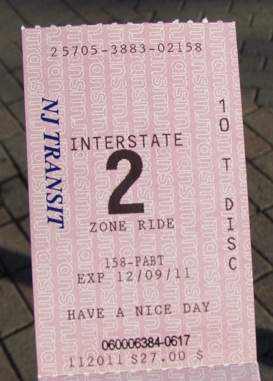 25705-3883-02158
NJ TRANSIT
INTERSTATE
2
ZONE RIDE
10 T DISC
158-PABT
EXP 12/09/11
HAVE A NICE DAY
060006384-0617
112011 $27.00 $